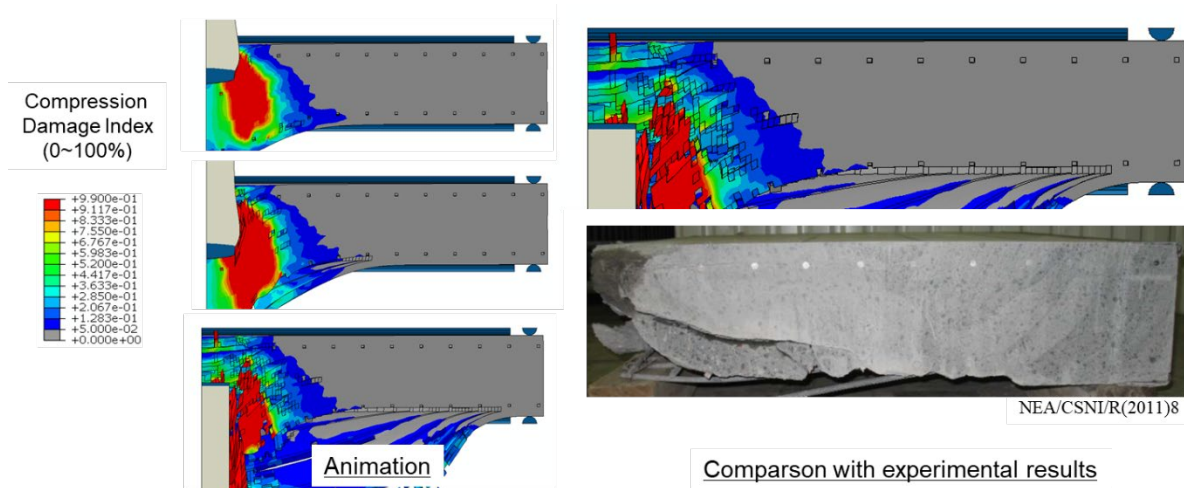 Compression
Damage Index
(0~100%)
+9.900e-01
+9.117e-01
+8.333e-01
+7.550e-01
+6.767e-01
+5.983e-01
+5.200e-01
+4.417e-01
+3.633e-01
+2.850e-01
+2.067e-01
+1.283e-01
+5.000e-02
+0.000e+00
Animation
NEA/CSNI/R(2011)8
Comparson with experimental results